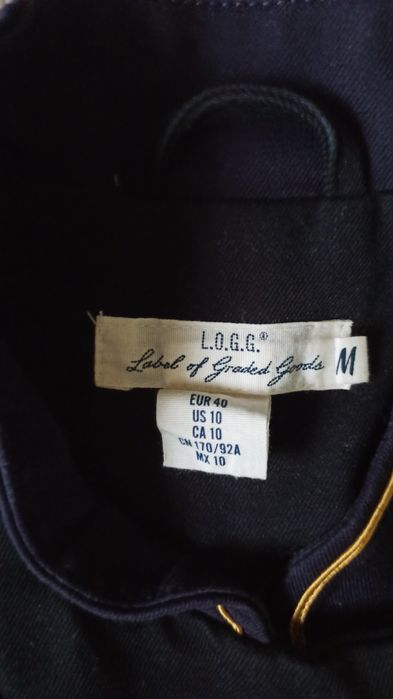 L.O.G.G.®
Label of Graded Goods
M
EUR 40
US 10
CA 10
CN 170/92A
MX 10